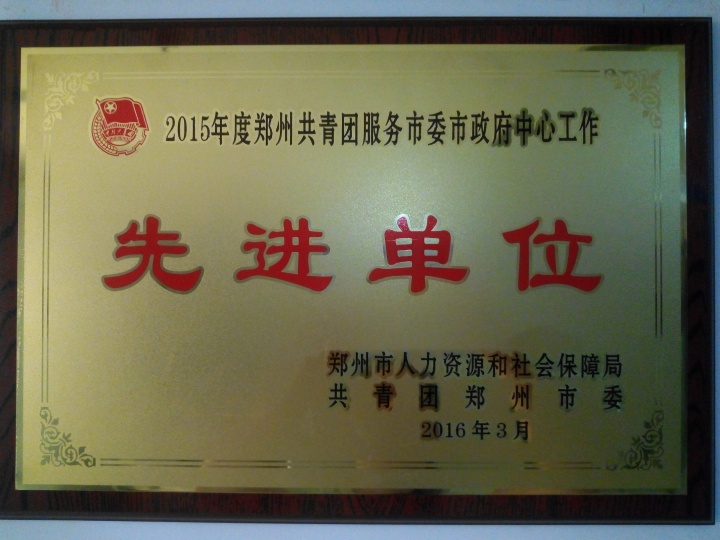 2015年度郑州共青团服务市委市政府中心工作
先进单位
郑州市人力资源和社会保障局
共青团郑州市委
2016年3月